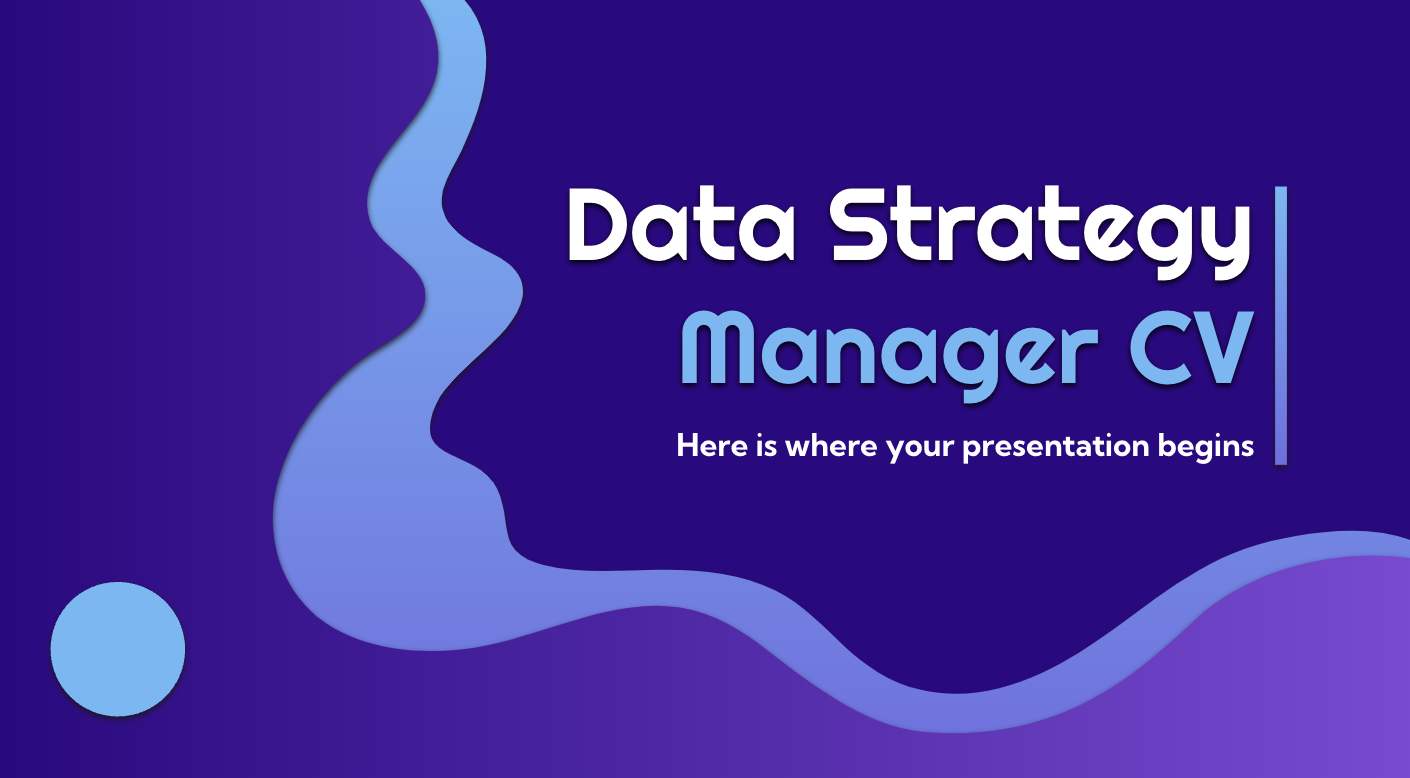 Data Strategy
Manager CV
Here is where your presentation begins